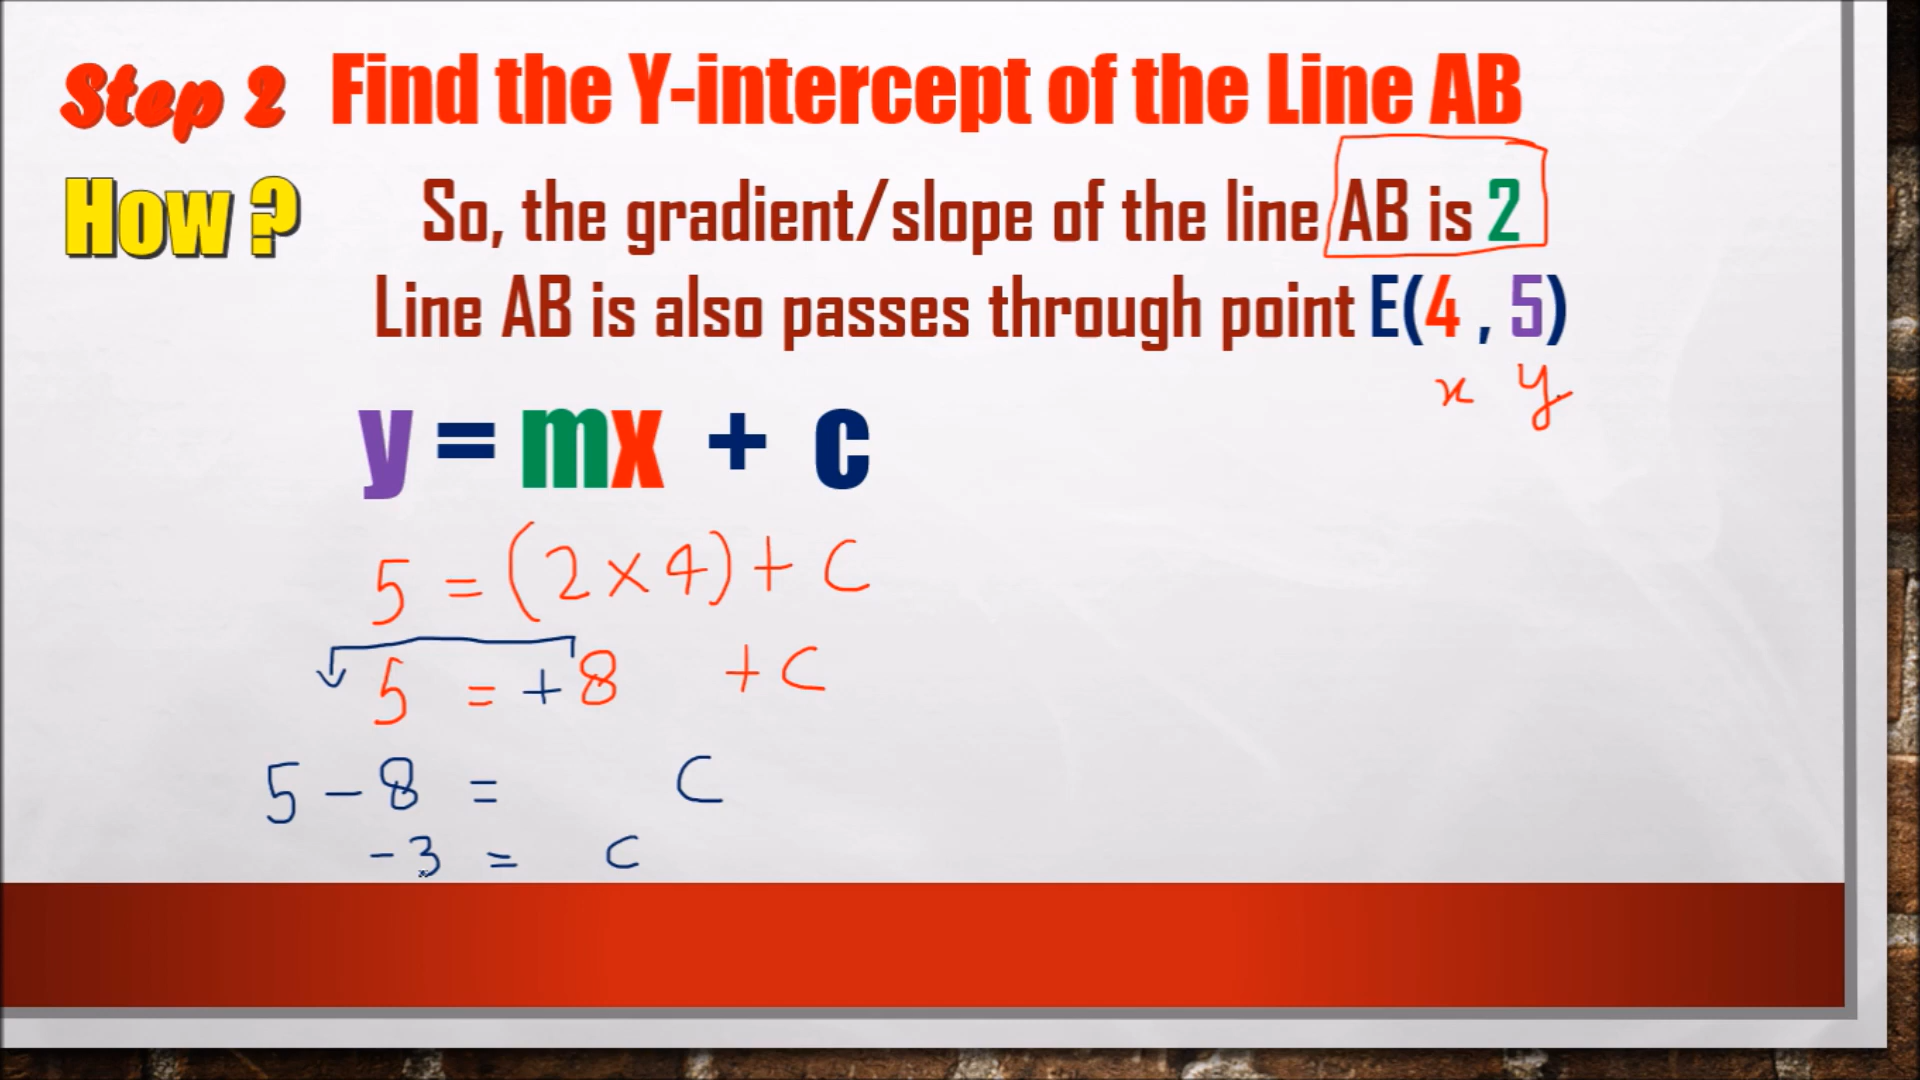 Step 2 Find the Y-intercept of the Line AB
How ? So, the gradient/slope of the line AB is 2
Line AB is also passes through point E(4 , 5)
x y
y = mx + c
5 = (2 × 4) + C
5 = + 8 + C
5 - 8 = C
- 3 = C